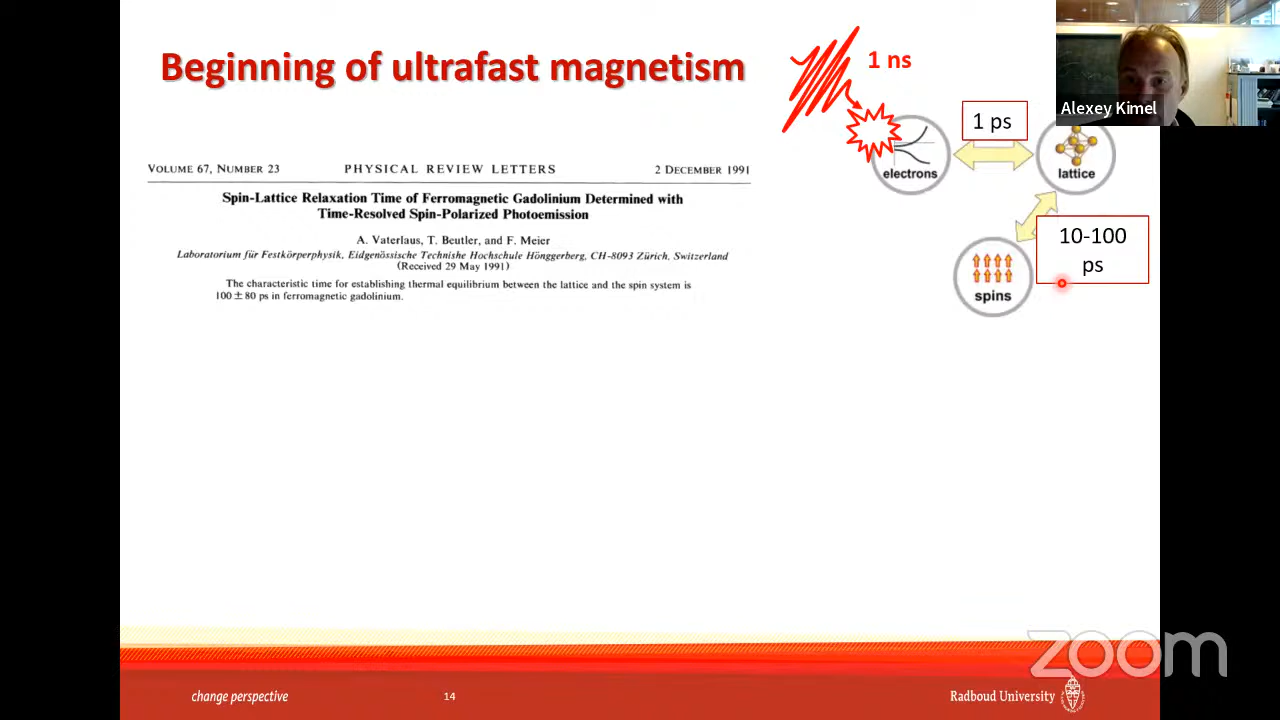 Beginning of ultrafast magnetism
1 ns
Alexey Kimel
1 ps
electrons
lattice
10-100
ps
spins
VOLUME 67, NUMBER 23
PHYSICAL REVIEW LETTERS
2 DECEMBER 1991
Spin-Lattice Relaxation Time of Ferromagnetic Gadolinium Determined with
Time-Resolved Spin-Polarized Photoemission
A. Vaterlaus, T. Beutler, and F. Meier
Laboratorium für Festkörperphysik, Eidgenössische Technishe Hochschule Hönggerberg, CH-8093 Zürich, Switzerland
(Received 29 May 1991)
The characteristic time for establishing thermal equilibrium between the lattice and the spin system is
100 ± 80 ps in ferromagnetic gadolinium.
zoom
change perspective
14
Radboud University